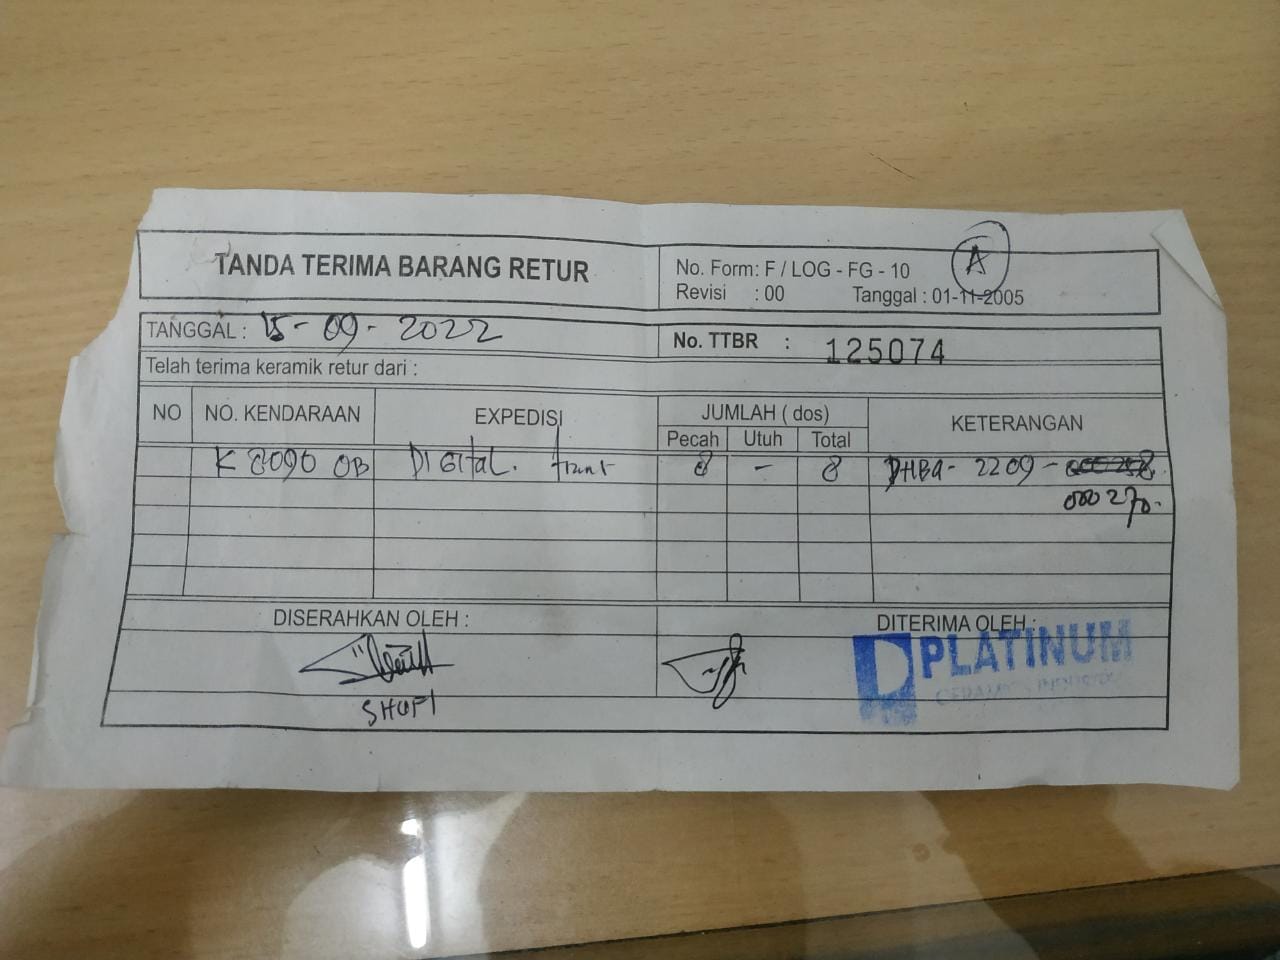 TANDA TERIMA BARANG RETUR
No. Form: F / LOG - FG - 10
A
Revisi : 00 Tanggal : 01-11-2005
TANGGAL : 15-09-2022
No. TTBR : 125074
Telah terima keramik retur dari :
NO NO. KENDARAAN EXPEDISI JUMLAH ( dos) KETERANGAN
Pecah Utuh Total
K 8090 OB DIGITAL. trans 8 - 8 DHBA- 2209 -
000270.
DISERAHKAN OLEH : DITERIMA OLEH :
PLATINUM
CERAMICS INDUSTRY
SHOFI